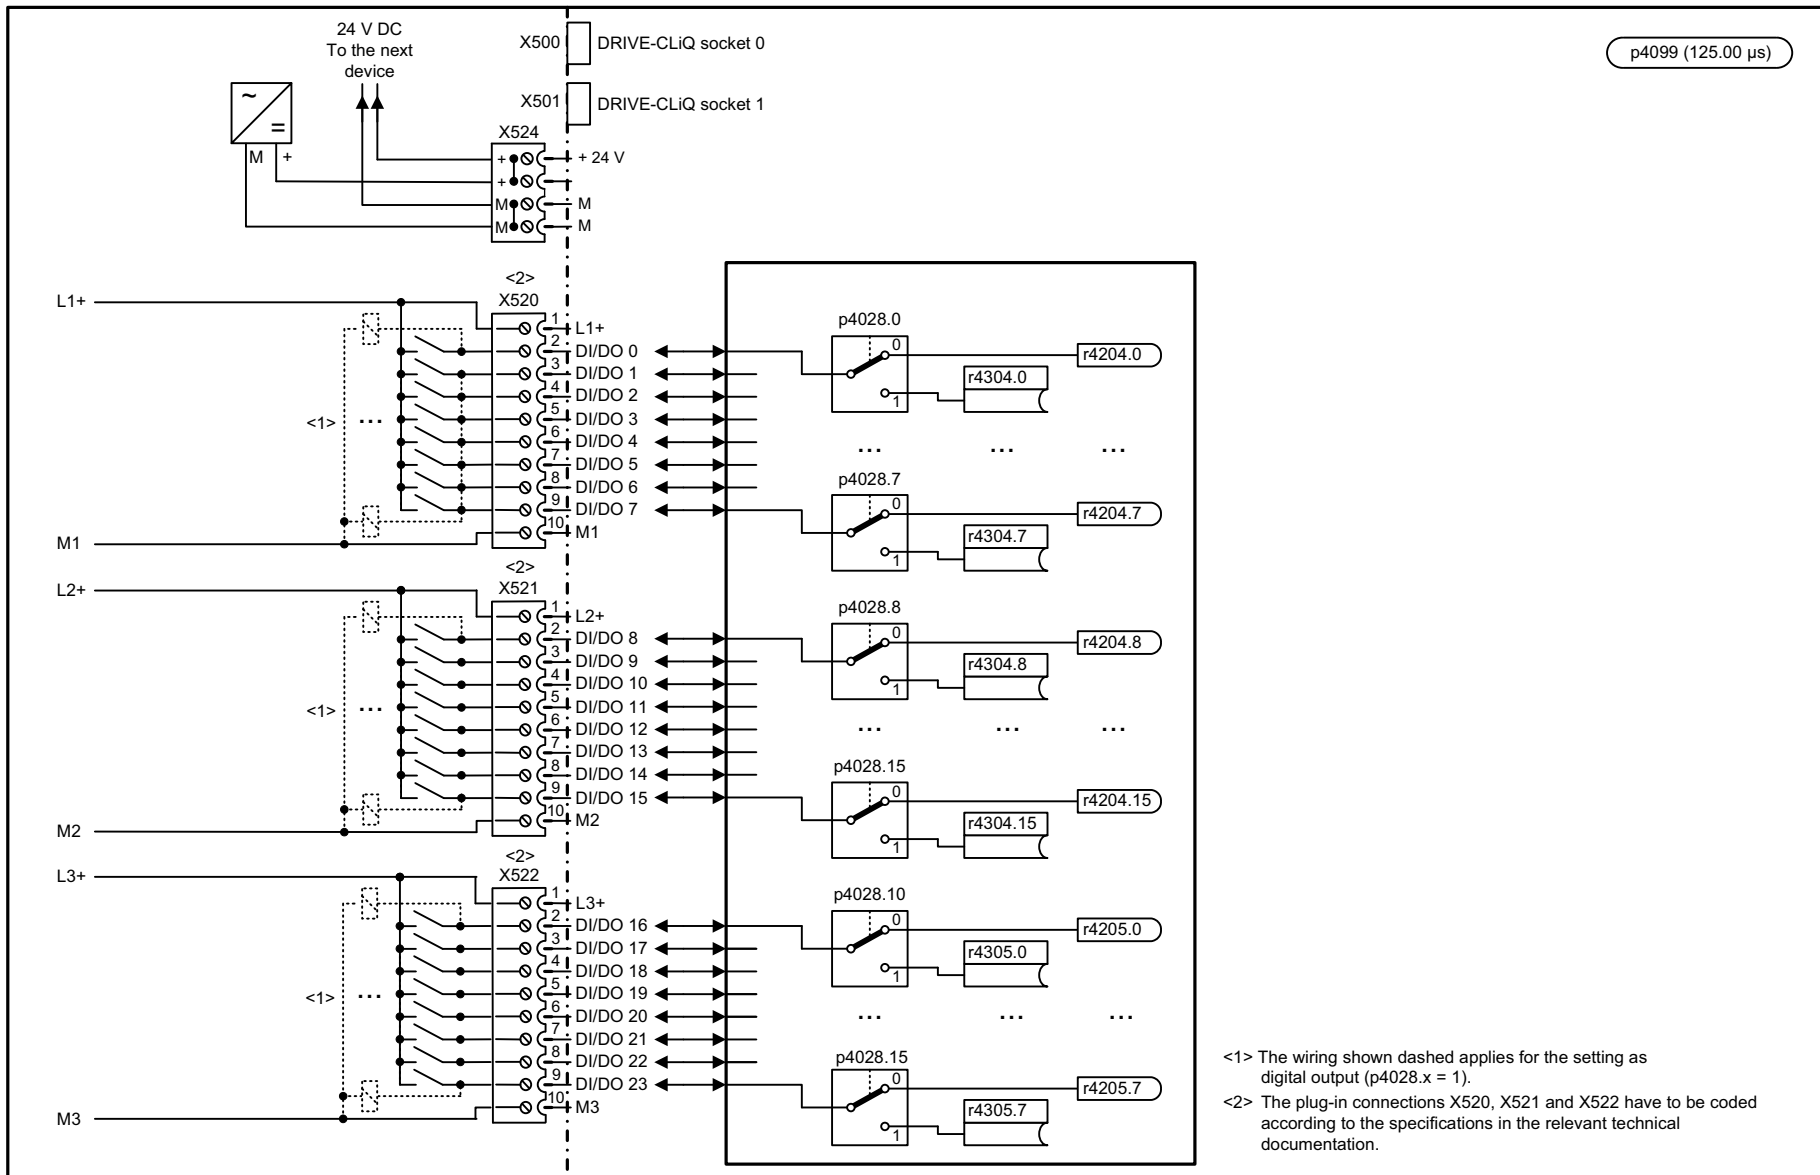 24 V DC
To the next
device
X500
DRIVE-CLiQ socket 0
p4099 (125.00 µs)
X501
DRIVE-CLiQ socket 1
~
=
M +
X524
+
+ 24 V
+
M
M
M
M
<2>
X520
L1+
1
L1+
2
DI/DO 0
3
DI/DO 1
4
DI/DO 2
5
DI/DO 3
6
DI/DO 4
7
DI/DO 5
8
DI/DO 6
9
DI/DO 7
10
M1
<1>
...
M1
p4028.0
0
1
r4204.0
r4304.0
... ... ...
p4028.7
0
1
r4204.7
r4304.7
<2>
X521
L2+
1
L2+
2
DI/DO 8
3
DI/DO 9
4
DI/DO 10
5
DI/DO 11
6
DI/DO 12
7
DI/DO 13
8
DI/DO 14
9
DI/DO 15
10
M2
<1>
...
M2
p4028.8
0
1
r4204.8
r4304.8
... ... ...
p4028.15
0
1
r4204.15
r4304.15
<2>
X522
L3+
1
L3+
2
DI/DO 16
3
DI/DO 17
4
DI/DO 18
5
DI/DO 19
6
DI/DO 20
7
DI/DO 21
8
DI/DO 22
9
DI/DO 23
10
M3
<1>
...
M3
p4028.10
0
1
r4205.0
r4305.0
... ... ...
p4028.15
0
1
r4205.7
r4305.7
<1> The wiring shown dashed applies for the setting as
digital output (p4028.x = 1).
<2> The plug-in connections X520, X521 and X522 have to be coded
according to the specifications in the relevant technical
documentation.